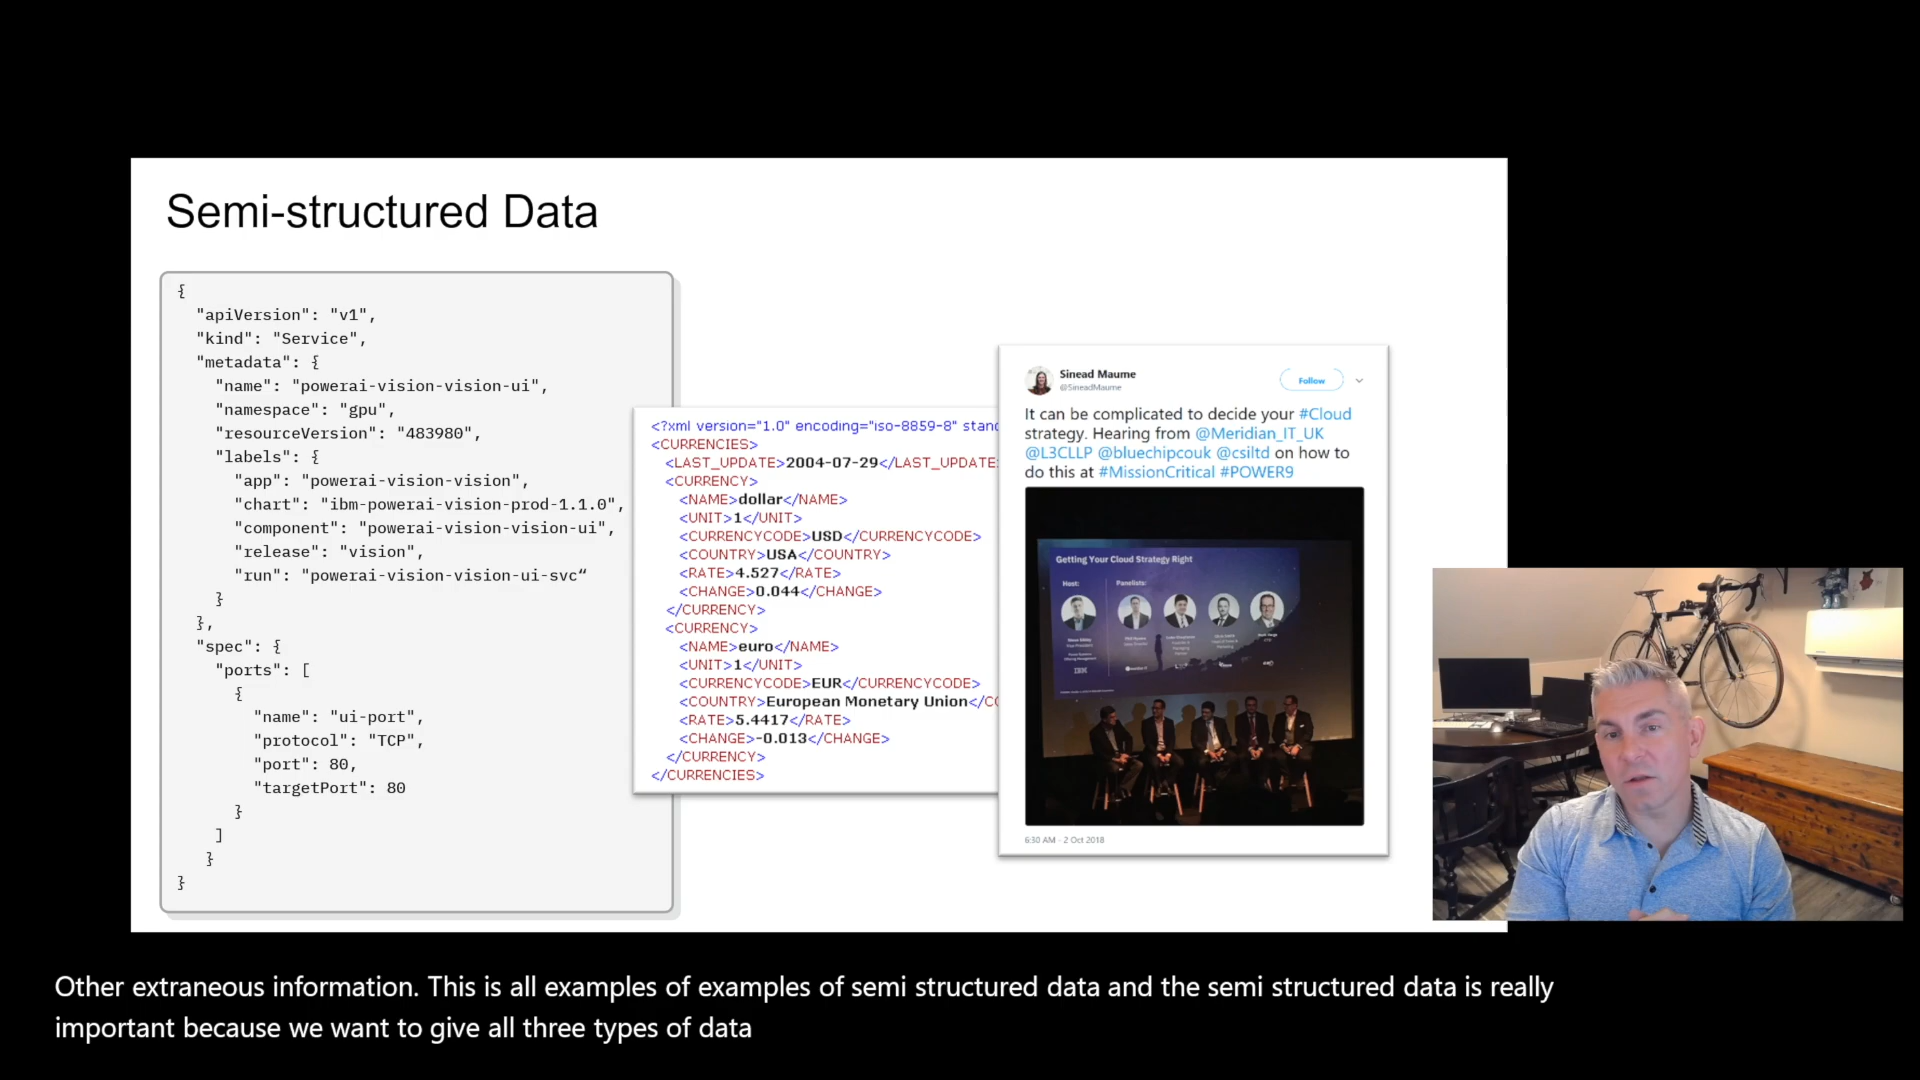 Semi-structured Data
{
"apiVersion": "v1",
"kind": "Service",
"metadata": {
"name": "powerai-vision-vision-ui",
"namespace": "gpu",
"resourceVersion": "483980",
"labels": {
"app": "powerai-vision-vision",
"chart": "ibm-powerai-vision-prod-1.1.0",
"component": "powerai-vision-vision-ui",
"release": "vision",
"run": "powerai-vision-vision-ui-svc“
}
},
"spec": {
"ports": [
{
"name": "ui-port",
"protocol": "TCP",
"port": 80,
"targetPort": 80
}
]
}
}
<?xml version="1.0" encoding="iso-8859-8" stanc
<CURRENCIES>
<LAST_UPDATE>2004-07-29</LAST_UPDATE>
<CURRENCY>
<NAME>dollar</NAME>
<UNIT>1</UNIT>
<CURRENCYCODE>USD</CURRENCYCODE>
<COUNTRY>USA</COUNTRY>
<RATE>4.527</RATE>
<CHANGE>0.044</CHANGE>
</CURRENCY>
<CURRENCY>
<NAME>euro</NAME>
<UNIT>1</UNIT>
<CURRENCYCODE>EUR</CURRENCYCODE>
<COUNTRY>European Monetary Union</CO
<RATE>5.4417</RATE>
<CHANGE>-0.013</CHANGE>
</CURRENCY>
</CURRENCIES>
Sinead Maume
@SineadMaume
Follow
It can be complicated to decide your #Cloud
strategy. Hearing from @Meridian_IT_UK
@L3CLLP @bluechipcouk @csiltd on how to
do this at #MissionCritical #POWER9
Getting Your Cloud Strategy Right
Host:
Panelists:
IBM
6:30 AM - 2 Oct 2018
Other extraneous information. This is all examples of examples of semi structured data and the semi structured data is really
important because we want to give all three types of data